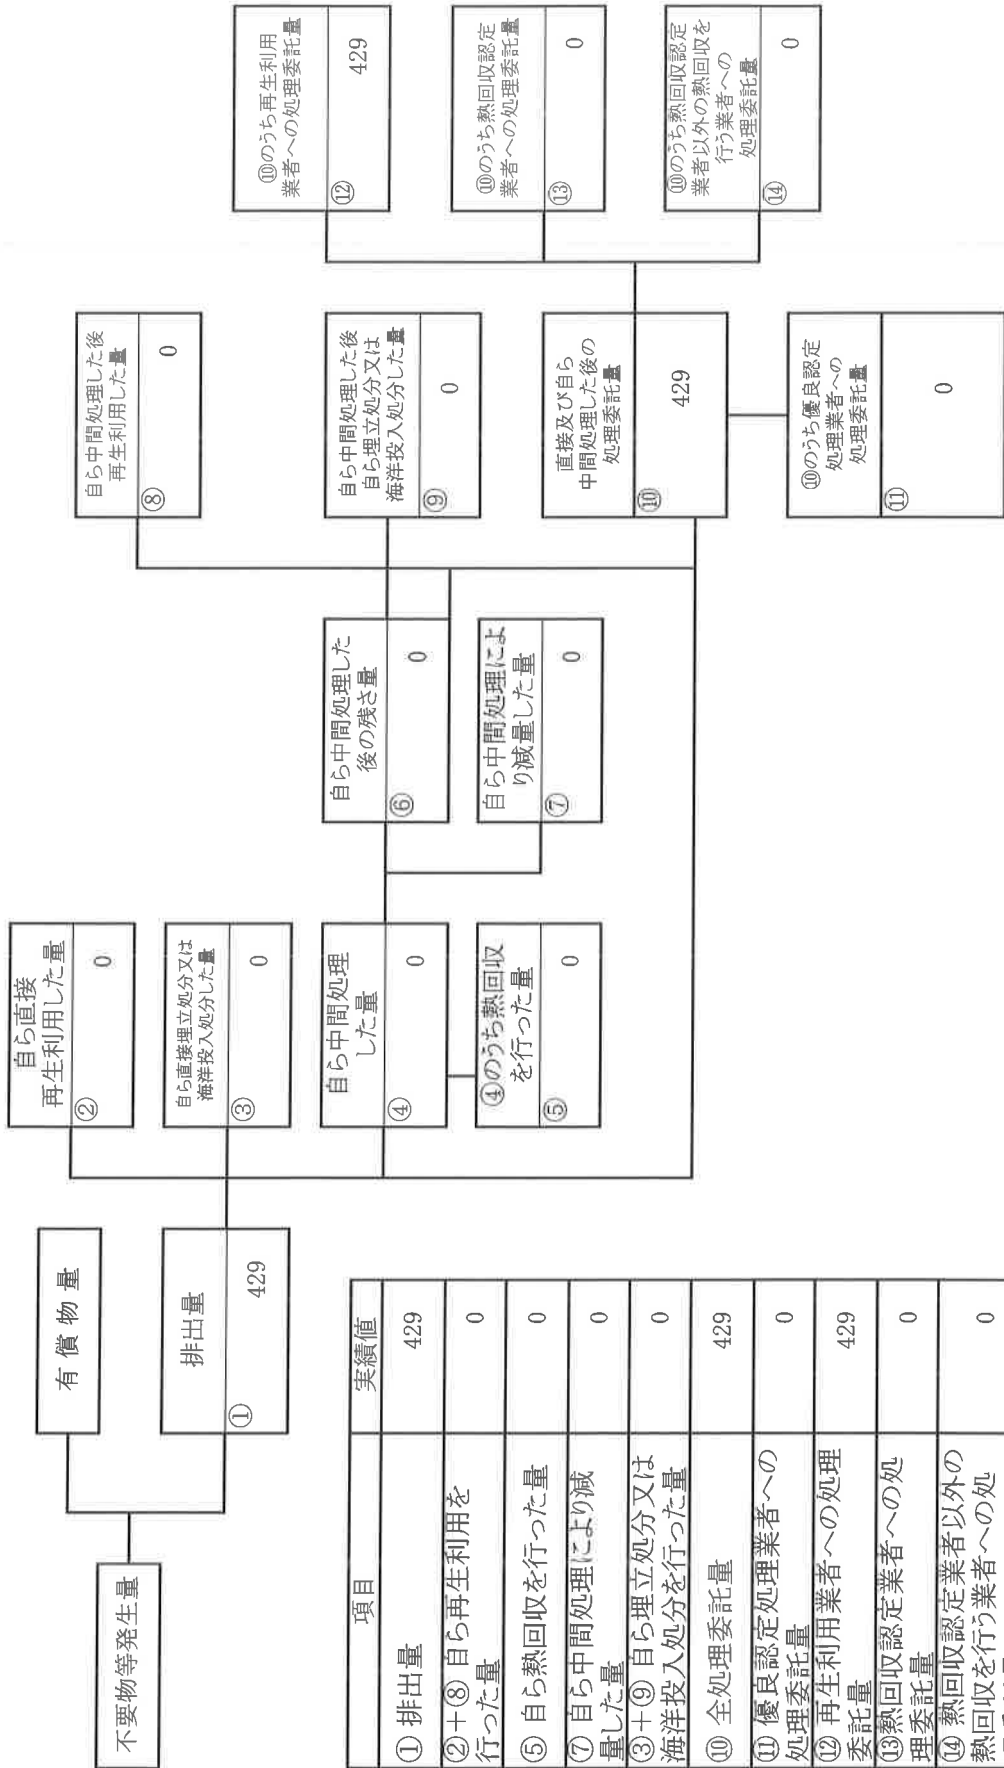 不要物等発生量
有償物量
排出量
①
429
自ら直接
再生利用した量
②
0
自ら直接埋立処分又は
海洋投入処分した量
③
0
自ら中間処理
した量
④
0
④のうち熱回収
を行った量
⑤
0
自ら中間処理した
後の残さ量
⑥
0
自ら中間処理によ
り減量した量
⑦
0
自ら中間処理した後
再生利用した量
⑧
0
自ら中間処理した後
自ら埋立処分又は
海洋投入処分した量
⑨
0
直接及び自ら
中間処理した後の
処理委託量
⑩
429
⑩のうち優良認定
処理業者への
処理委託量
⑪
0
⑩のうち再生利用
業者への処理委託量
⑫
429
⑩のうち熱回収認定
業者への処理委託量
⑬
0
⑩のうち熱回収認定
業者以外の熱回収を
行う業者への
処理委託量
⑭
0
項目 実績値
① 排出量 429
②+⑧ 自ら再生利用を
行った量 0
⑤ 自ら熱回収を行った量 0
⑦ 自ら中間処理により減
量した量 0
③+⑨ 自ら埋立処分又は
海洋投入処分を行った量 0
⑩ 全処理委託量 429
⑪ 優良認定処理業者への
処理委託量 0
⑫ 再生利用業者への処理
委託量 429
⑬熱回収認定業者への処
理委託量 0
⑭ 熱回収認定業者以外の
熱回収を行う業者への処 0